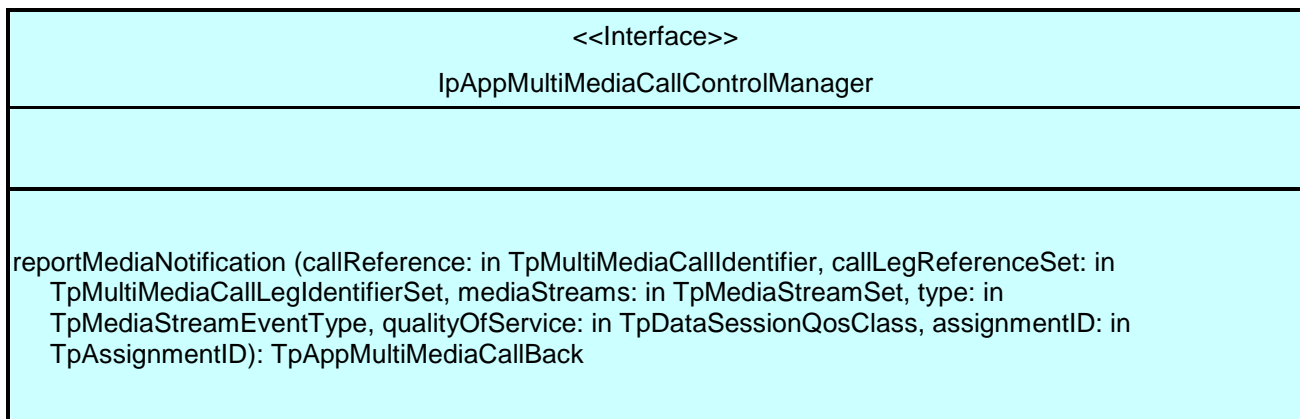 <<Interface>>
IpAppMultiMediaCallControlManager
reportMediaNotification (callReference: in TpMultiMediaCallIdentifier, callLegReferenceSet: in
TpMultiMediaCallLegIdentifierSet, mediaStreams: in TpMediaStreamSet, type: in
TpMediaStreamEventType, qualityOfService: in TpDataSessionQosClass, assignmentID: in
TpAssignmentID): TpAppMultiMediaCallBack